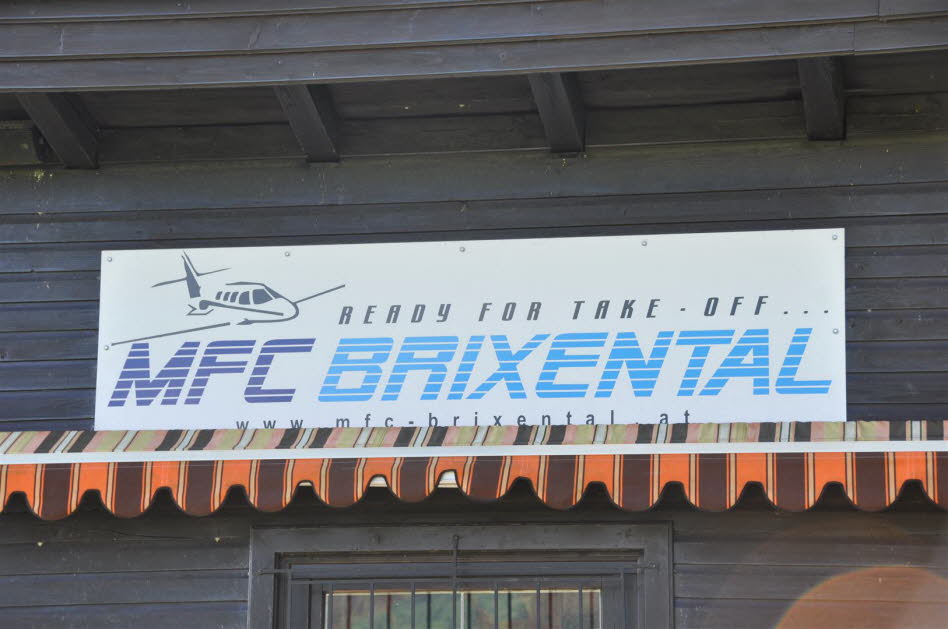 READY FOR TAKE-OFF...
MFC BRIXENTAL
www.mfc-brixental.at